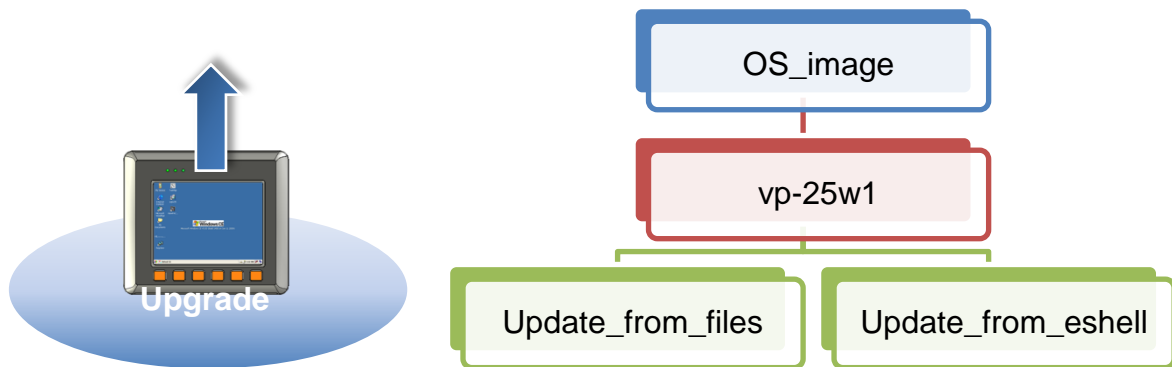 OS_image
vp-25w1
Update_from_files
Update_from_eshell
Upgrade